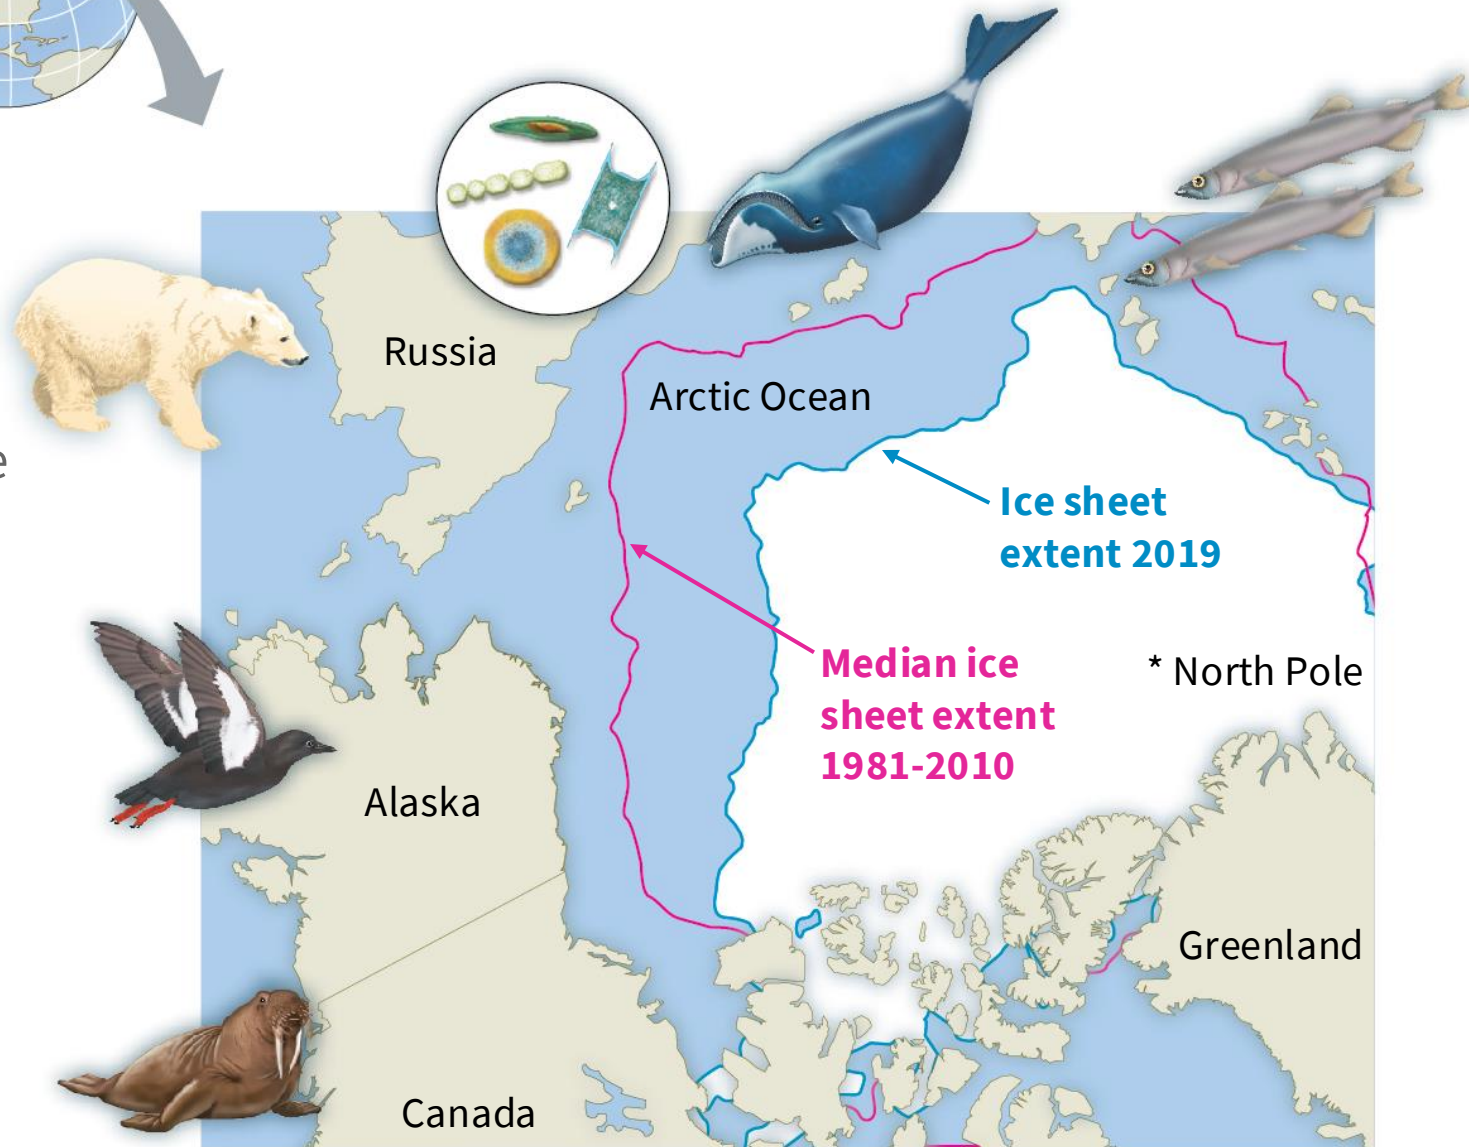 Russia
Arctic Ocean
e
Ice sheet
extent 2019
Median ice
sheet extent
1981-2010
* North Pole
Alaska
Greenland
Canada